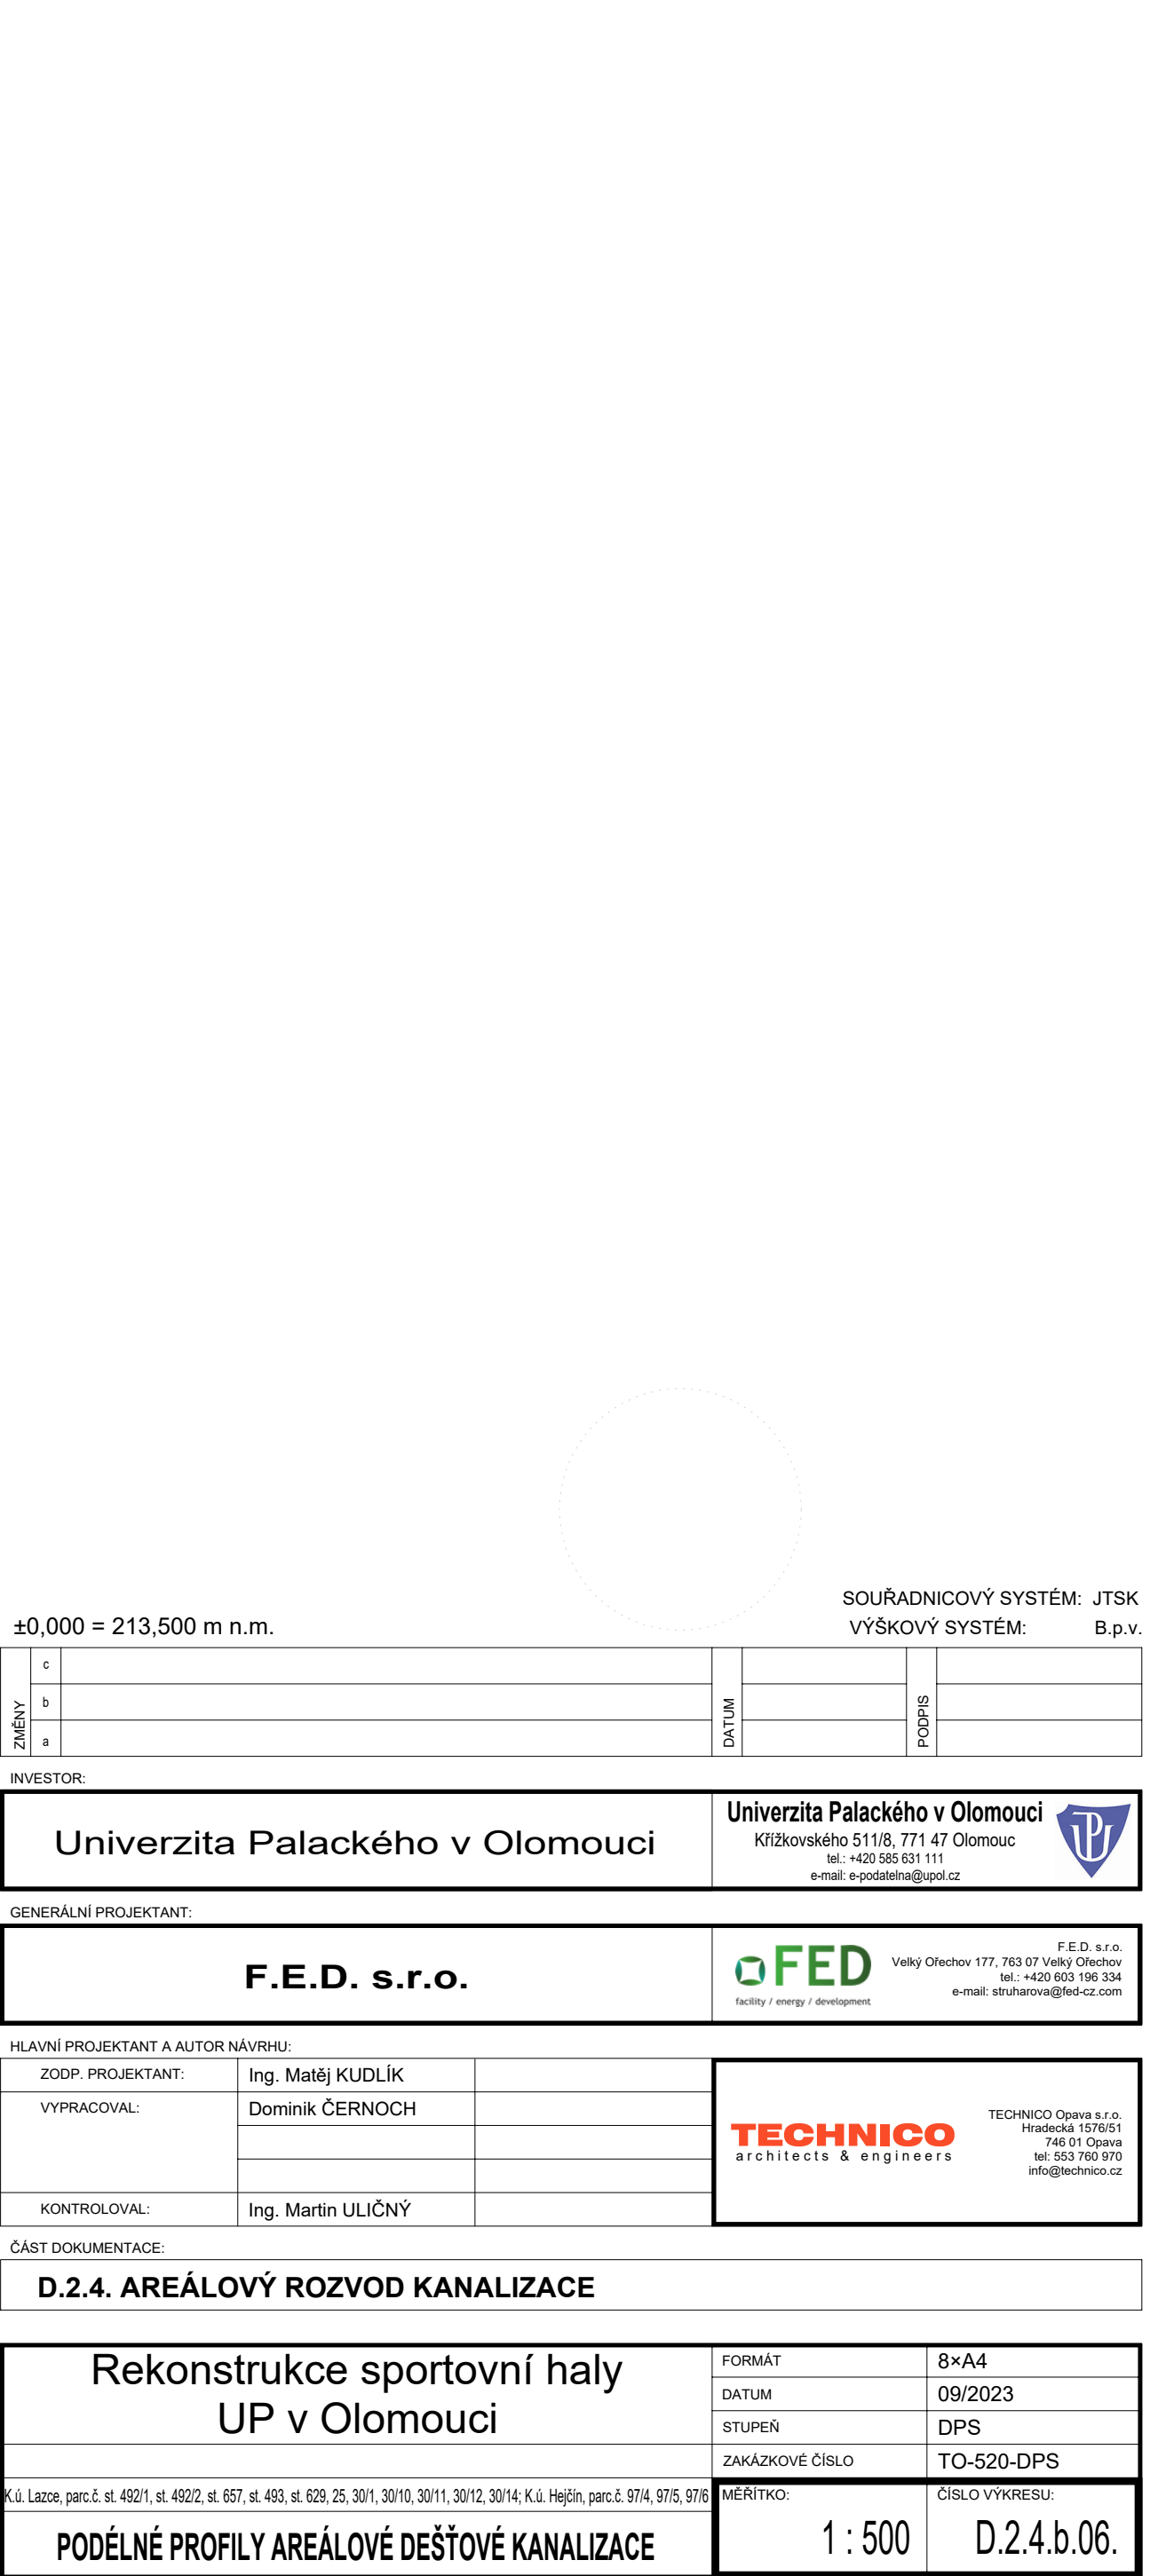 SOUŘADNICOVÝ SYSTÉM: JTSK
±0,000 = 213,500 m n.m.
VÝŠKOVÝ SYSTÉM: B.p.v.
ZMĚNY
c
b
a
DATUM
PODPIS
INVESTOR:
Univerzita Palackého v Olomouci
Univerzita Palackého v Olomouci
Křížkovského 511/8, 771 47 Olomouc
tel.: +420 585 631 111
e-mail: e-podatelna@upol.cz
UP
GENERÁLNÍ PROJEKTANT:
F.E.D. s.r.o.
FED
facility / energy / development
F.E.D. s.r.o.
Velký Ořechov 177, 763 07 Velký Ořechov
tel.: +420 603 196 334
e-mail: struharova@fed-cz.com
HLAVNÍ PROJEKTANT A AUTOR NÁVRHU:
ZODP. PROJEKTANT: Ing. Matěj KUDLÍK
VYPRACOVAL: Dominik ČERNOCH
KONTROLOVAL: Ing. Martin ULIČNÝ
TECHNICO
architects & engineers
TECHNICO Opava s.r.o.
Hradecká 1576/51
746 01 Opava
tel: 553 760 970
info@technico.cz
ČÁST DOKUMENTACE:
D.2.4. AREÁLOVÝ ROZVOD KANALIZACE
Rekonstrukce sportovní haly
UP v Olomouci
FORMÁT 8×A4
DATUM 09/2023
STUPEŇ DPS
ZAKÁZKOVÉ ČÍSLO TO-520-DPS
K.ú. Lazce, parc.č. st. 492/1, st. 492/2, st. 657, st. 493, st. 629, 25, 30/1, 30/10, 30/11, 30/12, 30/14; K.ú. Hejčín, parc.č. 97/4, 97/5, 97/6
PODÉLNÉ PROFILY AREÁLOVÉ DEŠŤOVÉ KANALIZACE
MĚŘÍTKO:
1 : 500
ČÍSLO VÝKRESU:
D.2.4.b.06.